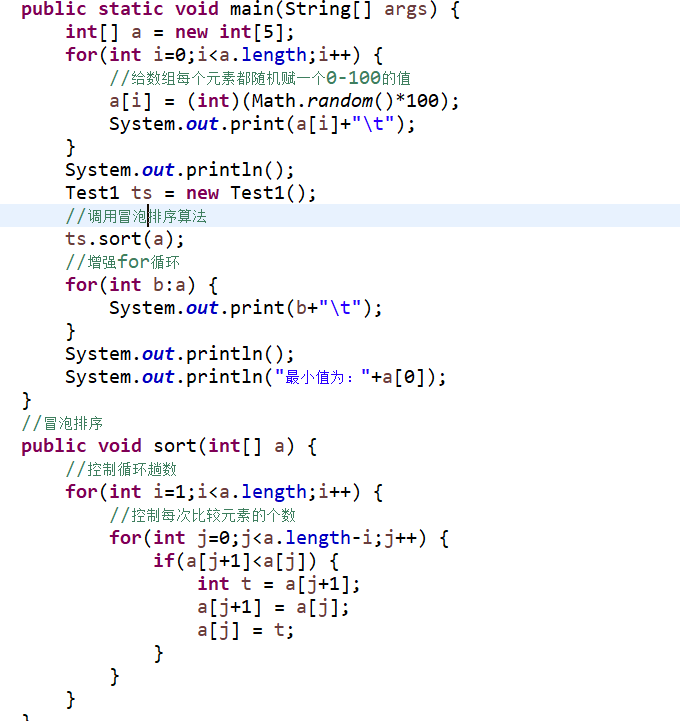 public static void main(String[] args) {
int[] a = new int[5];
for(int i=0;i<a.length;i++) {
//给数组每个元素都随机赋一个0-100的值
a[i] = (int)(Math.random()*100);
System.out.print(a[i]+"\t");
}
System.out.println();
Test1 ts = new Test1();
//调用冒泡排序算法
ts.sort(a);
//增强for循环
for(int b:a) {
System.out.print(b+"\t");
}
System.out.println();
System.out.println("最小值为："+a[0]);
}
//冒泡排序
public void sort(int[] a) {
//控制循环趟数
for(int i=1;i<a.length;i++) {
//控制每次比较元素的个数
for(int j=0;j<a.length-i;j++) {
if(a[j+1]<a[j]) {
int t = a[j+1];
a[j+1] = a[j];
a[j] = t;
}
}
}